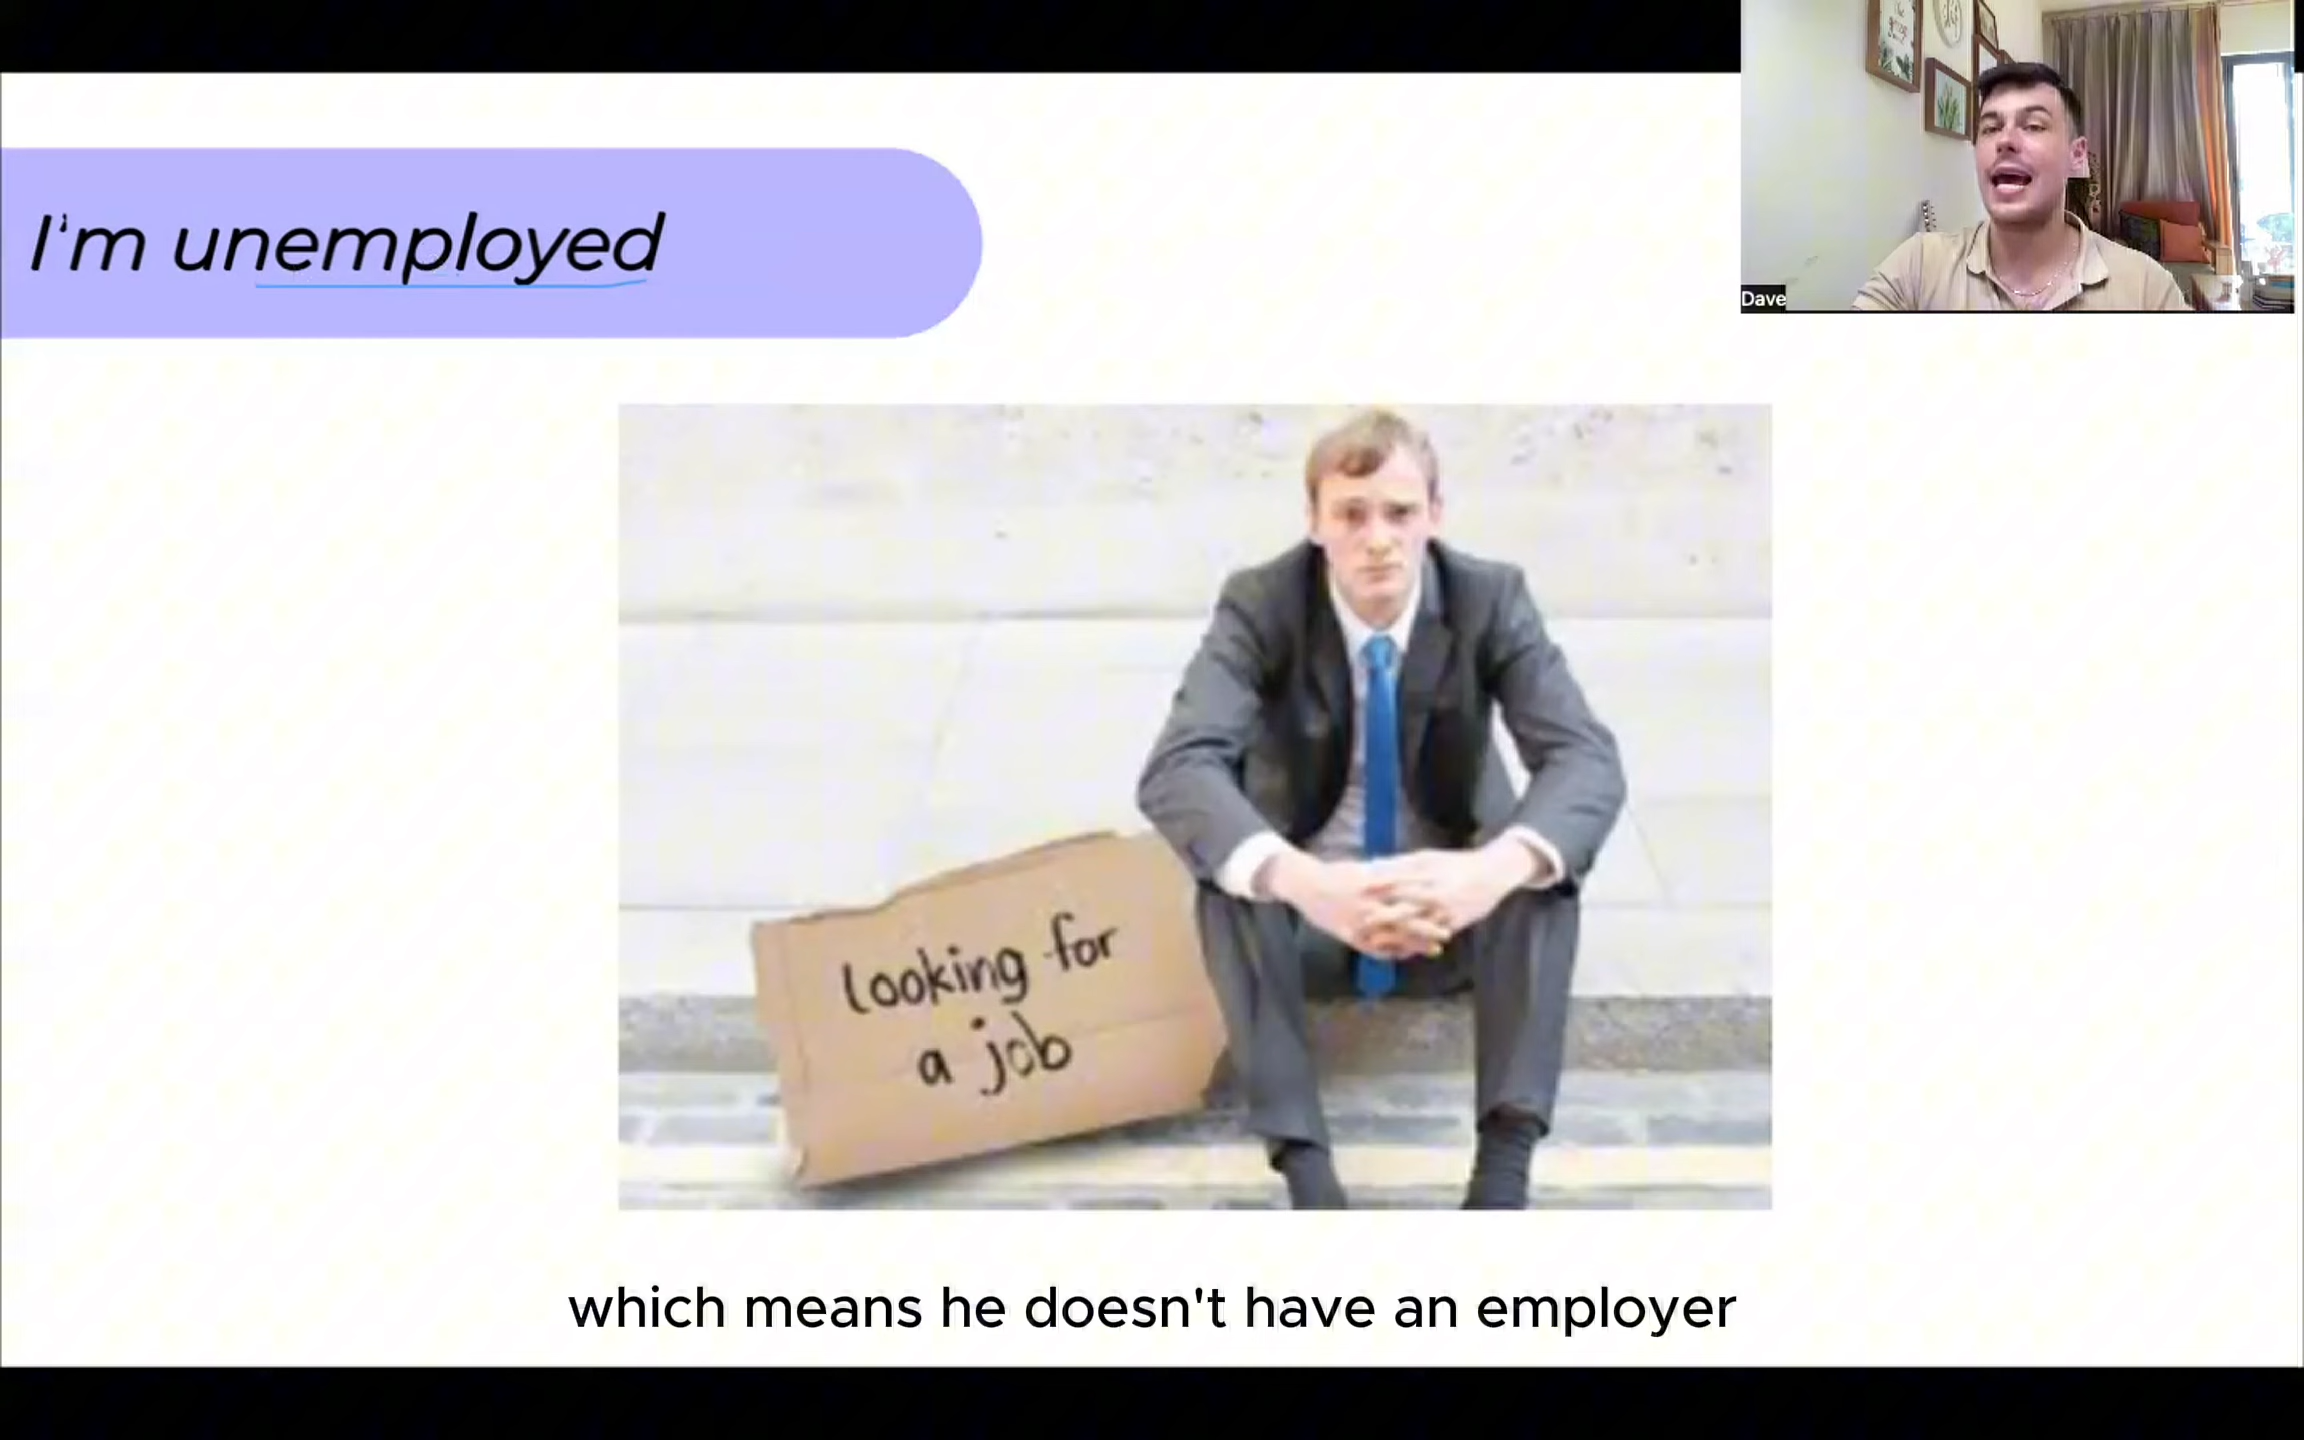 I'm unemployed
Dave
looking for
a job
which means he doesn't have an employer